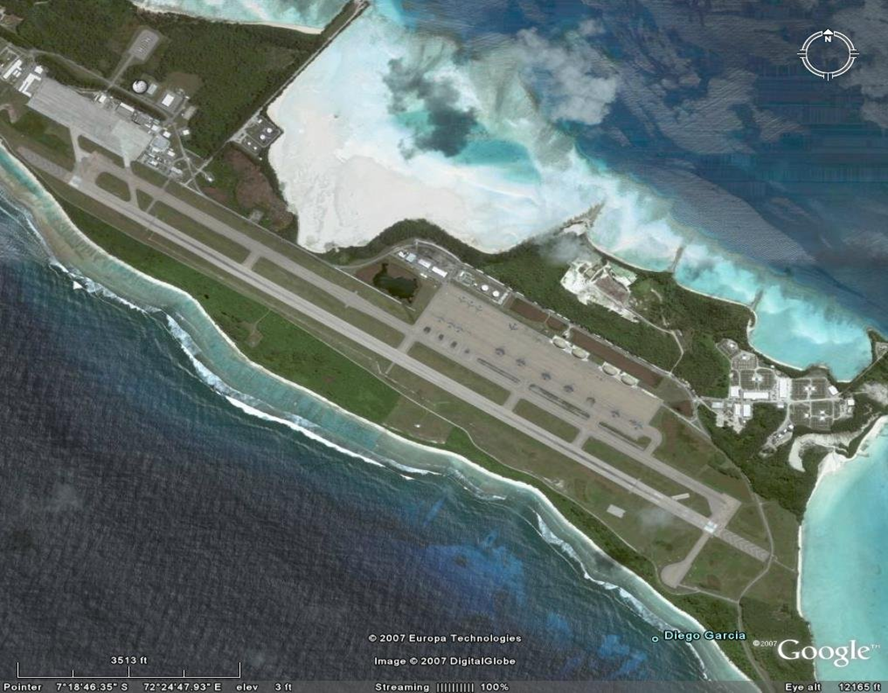 N
© 2007 Europa Technologies
Image © 2007 DigitalGlobe
Diego Garcia
©2007 Google™
3513 ft
Pointer 7°18'46.35" S 72°24'47.93" E elev 3 ft Streaming |||||||||| 100% Eye alt 12165 ft